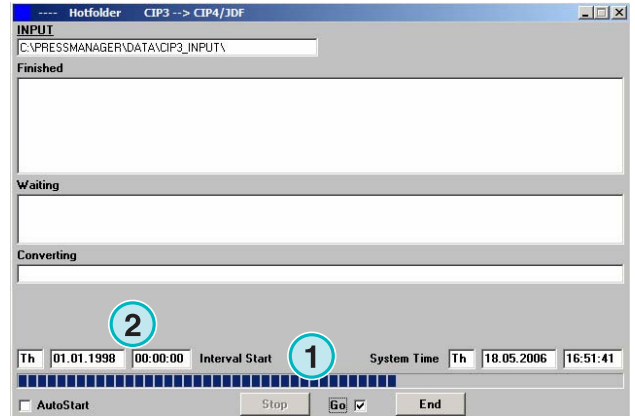 ---- Hotfolder CIP3 --> CIP4/JDF
INPUT
C:\PRESSMANAGER\DATA\CIP3_INPUT\
Finished
Waiting
Converting
2
1
Th 01.01.1998 00:00:00 Interval Start System Time Th 18.05.2006 16:51:41
AutoStart Stop Go End